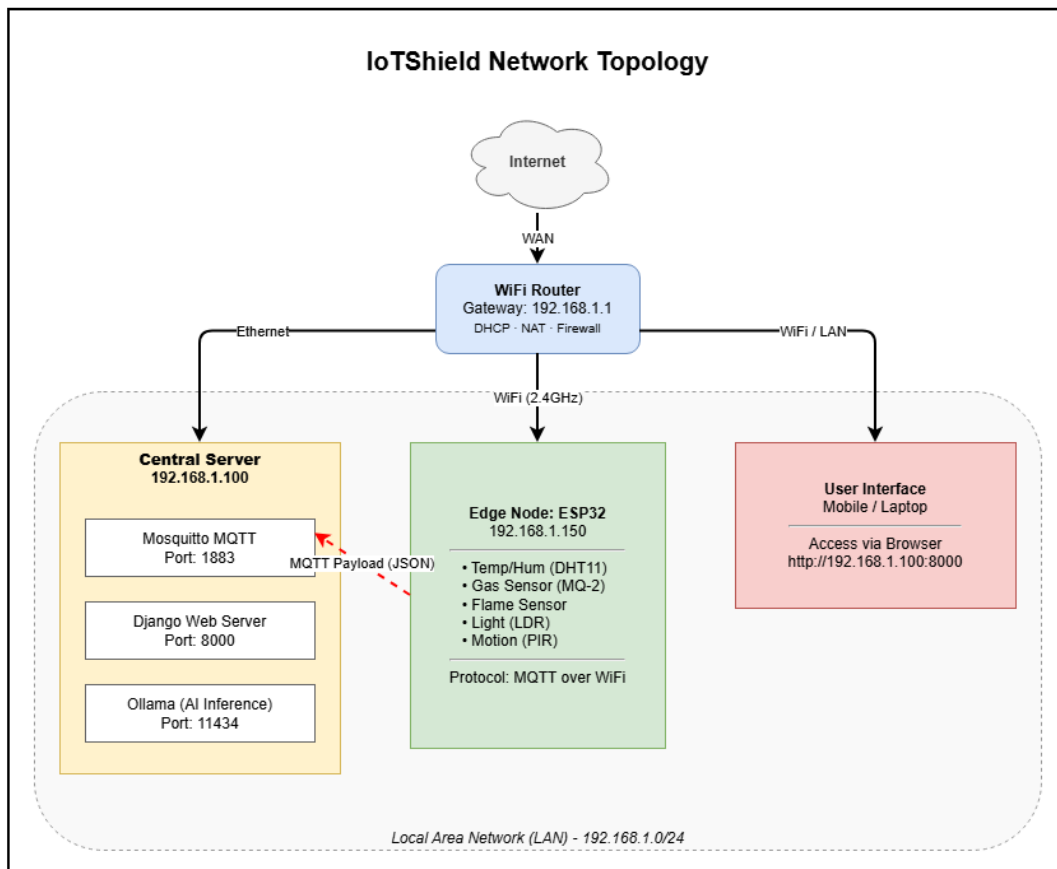 IoTShield Network Topology
Internet
WAN
WiFi Router
Gateway: 192.168.1.1
DHCP · NAT · Firewall
Ethernet
WiFi / LAN
WiFi (2.4GHz)
Central Server
192.168.1.100
Mosquitto MQTT
Port: 1883
Django Web Server
Port: 8000
Ollama (AI Inference)
Port: 11434
MQTT Payload (JSON)
Edge Node: ESP32
192.168.1.150
• Temp/Hum (DHT11)
• Gas Sensor (MQ-2)
• Flame Sensor
• Light (LDR)
• Motion (PIR)
Protocol: MQTT over WiFi
User Interface
Mobile / Laptop
Access via Browser
http://192.168.1.100:8000
Local Area Network (LAN) - 192.168.1.0/24